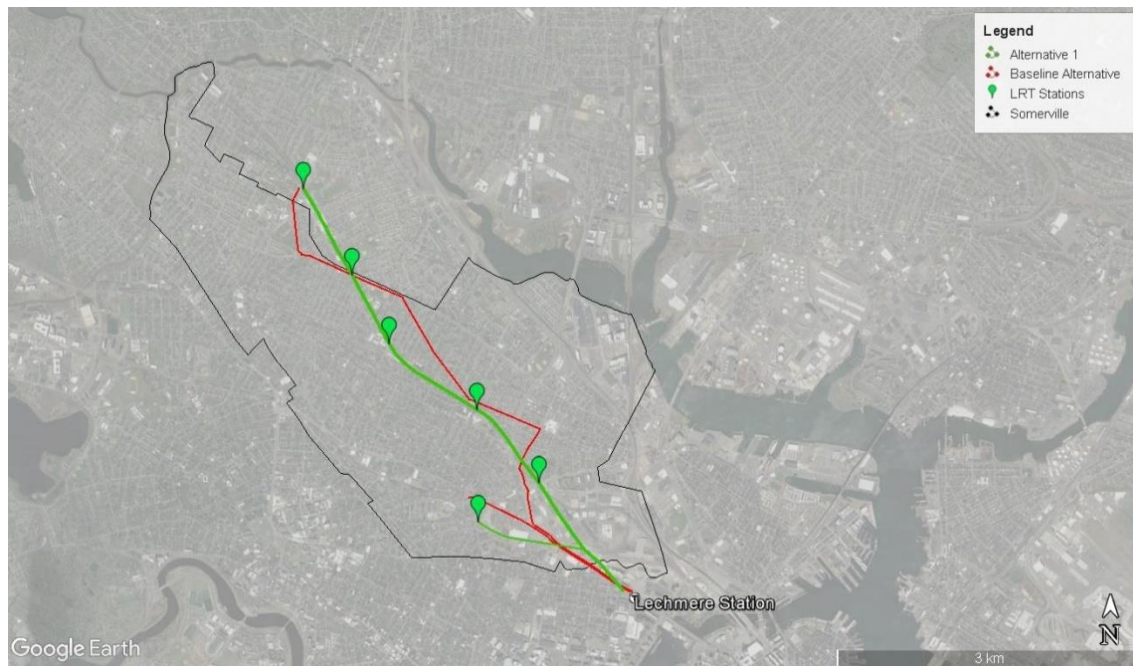 Legend
Alternative 1
Baseline Alternative
LRT Stations
Somerville
Lechmere Station
Google Earth
N
3 km